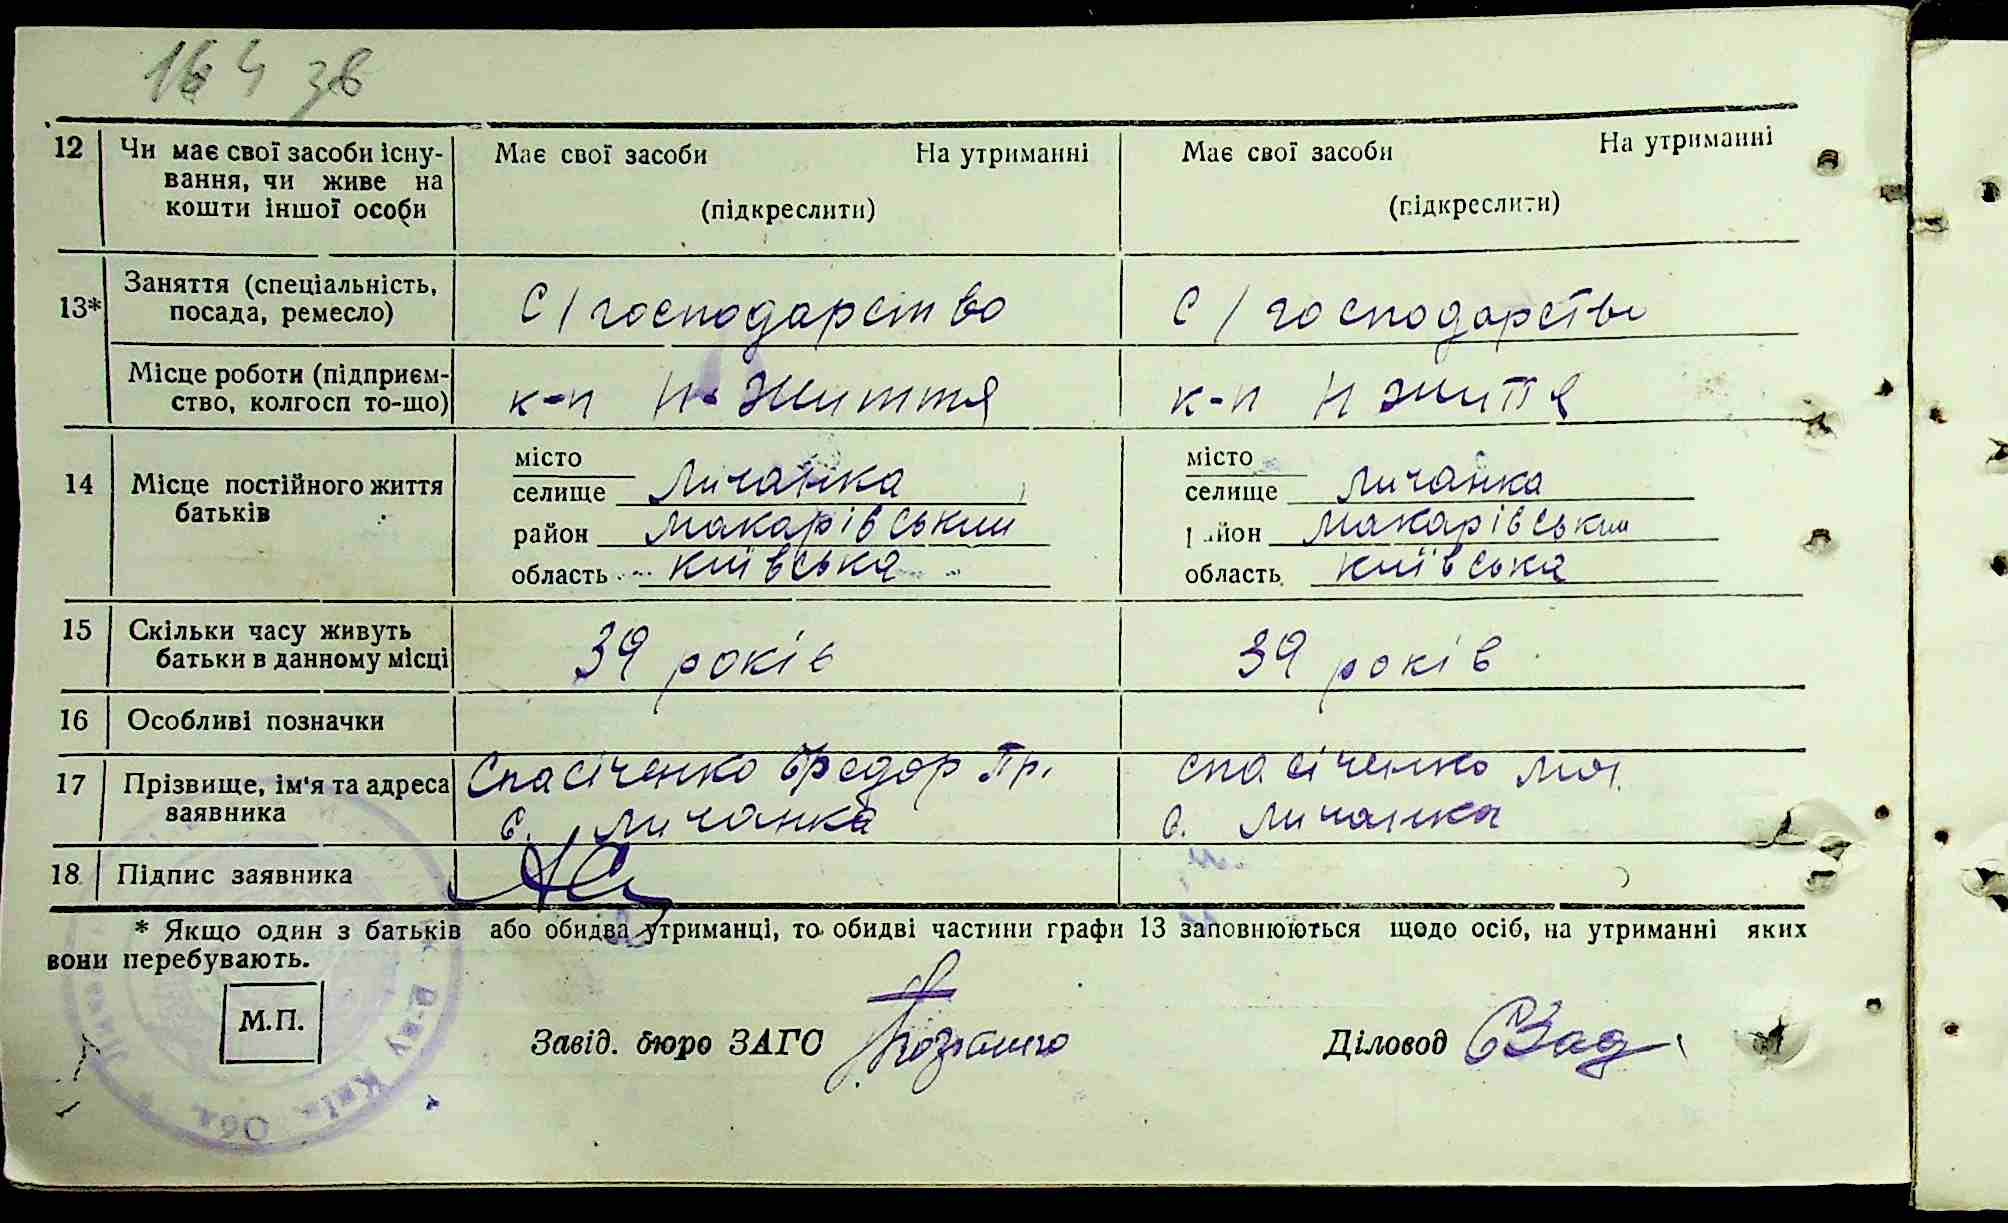 164 зв
12 Чи має свої засоби існу- Має свої засоби На утриманні Має свої засоби На утриманні
вання, чи живе на
кошти іншої особи (підкреслити) (підкреслити)
13* Заняття (спеціальність, посада, ремесло) С/господарство С/господарство
Місце роботи (підприєм-
ство, колгосп то-що) к-п Н. Життя к-п Н життя
14 Місце постійного життя батьків
місто місто
селище Личанка селище Личанка
район Макарівський район Макарівський
область Київська область Київська
15 Скільки часу живуть
батьки в данному місці 39 років 39 років
16 Особливі позначки
17 Прізвище, ім'я та адреса Спасіченко Федор Пр. Спасіченко
заявника с. Личанка с. Личанка
18 Підпис заявника
* Якщо один з батьків або обидва утриманці, то обидві частини графи 13 заповнюються щодо осіб, на утриманні яких
вони перебувають.
М.П.
Завід. бюро ЗАГС Діловод